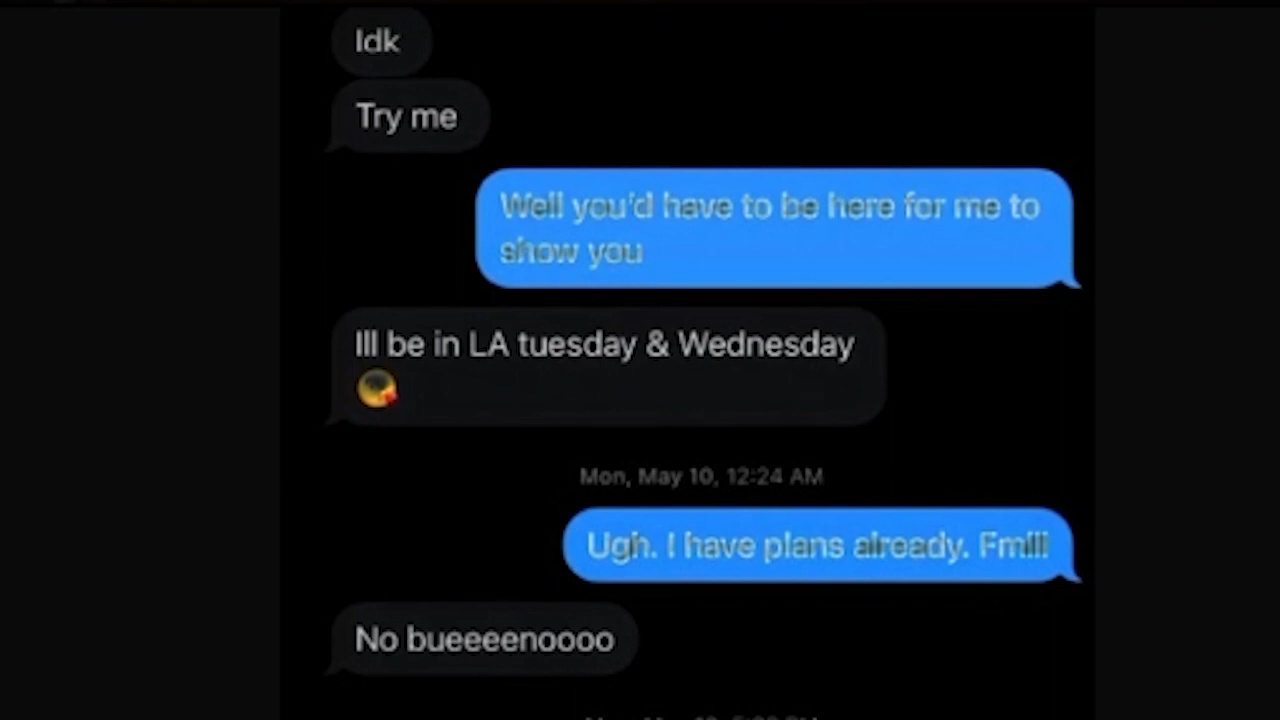 Idk
Try me
Well you'd have to be here for me to
show you
Ill be in LA tuesday & Wednesday
😘
Mon, May 10, 12:24 AM
Ugh. I have plans already. Fmlll
No bueeeenoooo